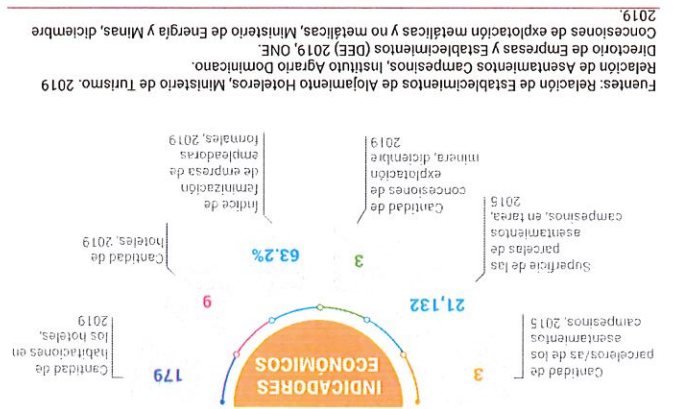 INDICADORES
ECONÓMICOS
3
Cantidad de
parceleros/as de los
asentamientos
campesinos, 2015
21,132
Superficie de las
parcelas de
asentamientos
campesinos, en tarea,
2015
3
Cantidad de
concesiones de
explotación
minera, diciembre
2019
63.2%
Índice de
feminización
de empresa
empleadoras
formales, 2019
9
Cantidad de
hoteles, 2019
179
Cantidad de
habitaciones en
los hoteles,
2019
Fuentes: Relación de Establecimientos de Alojamiento Hoteleros, Ministerio de Turismo. 2019
Relación de Asentamientos Campesinos, Instituto Agrario Dominicano.
Directorio de Empresas y Establecimientos (DEE) 2019, ONE.
Concesiones de explotación metálicas y no metálicas, Ministerio de Energía y Minas, diciembre
2019.